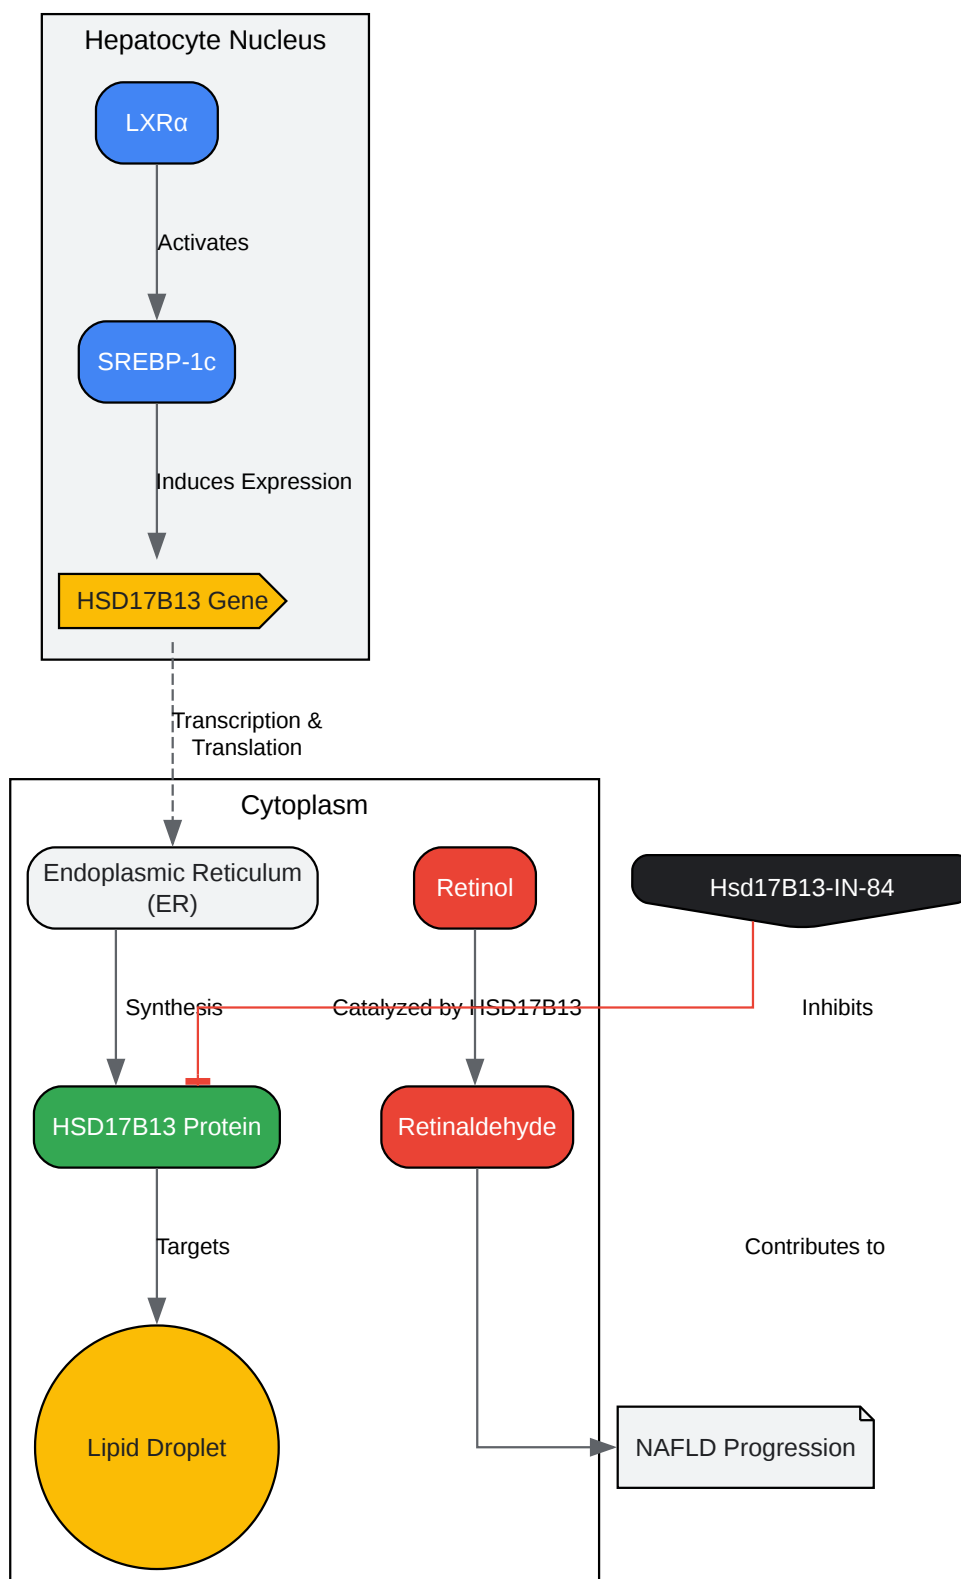 Hepatocyte Nucleus
LXRα
Activates
SREBP-1c
Induces Expression
HSD17B13 Gene
Transcription &
Translation
Cytoplasm
Endoplasmic Reticulum
(ER)
Retinol
Hsd17B13-IN-84
Synthesis
Catalyzed by HSD17B13
Inhibits
HSD17B13 Protein
Retinaldehyde
Targets
Contributes to
Lipid Droplet
NAFLD Progression